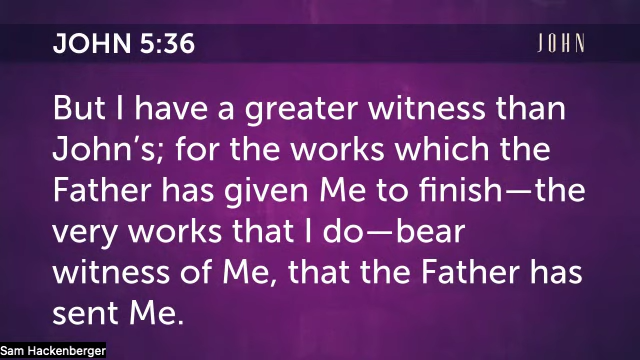 JOHN 5:36
JOHN
But I have a greater witness than
John's; for the works which the
Father has given Me to finish—the
very works that I do—bear
witness of Me, that the Father has
sent Me.
Sam Hackenberger